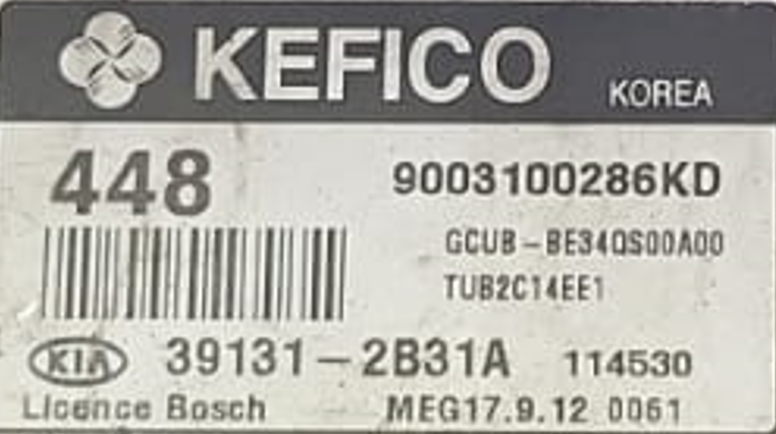 KEFICO KOREA
448 9003100286KD
GCUB-BE34QS00A00
TUB2C14EE1
KIA 39131-2B31A 114530
Licence Bosch MEG17.9.12 0061